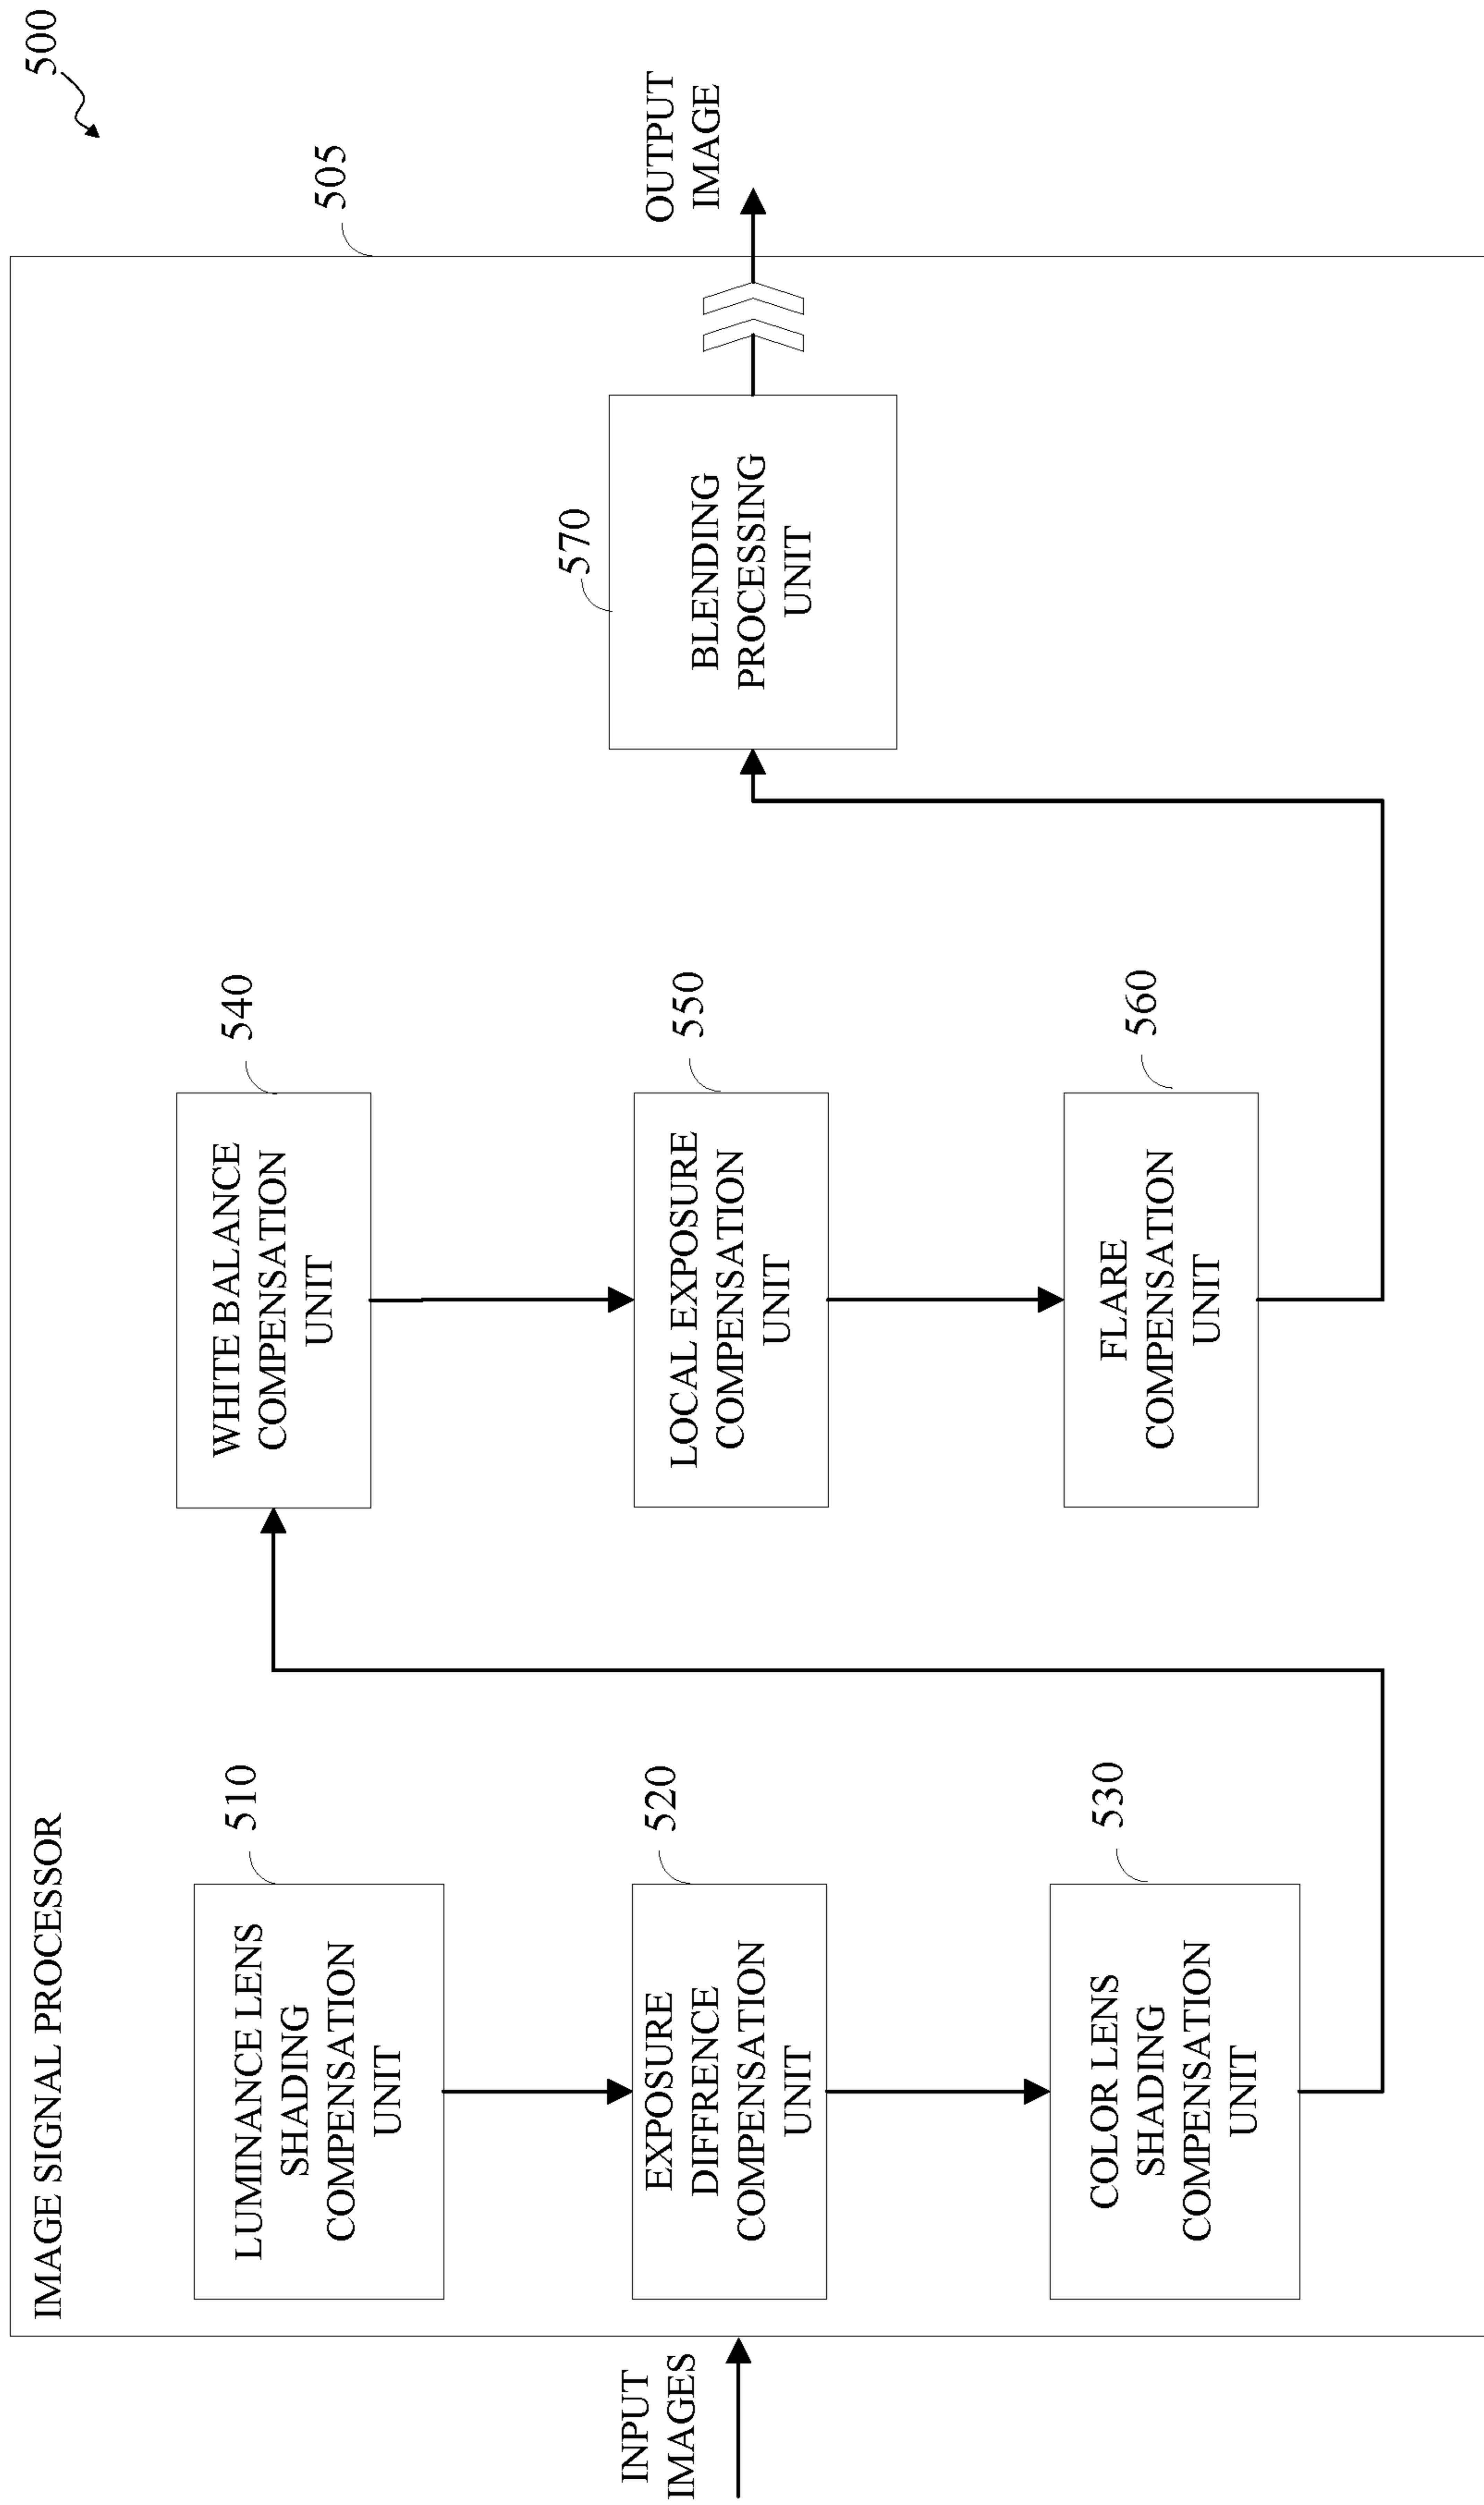 500
505
IMAGE SIGNAL PROCESSOR
INPUT
IMAGES
LUMINANCE LENS
SHADING
COMPENSATION
UNIT
510
EXPOSURE
DIFFRENCE
COMPENSATION
UNIT
520
COLOR LENS
SHADING
COMPENSATION
UNIT
530
WHITE BALANCE
COMPENSATION
UNIT
540
LOCAL EXPOSURE
COMPENSATION
UNIT
550
FLARE
COMPENSATION
UNIT
560
BLENDING
PROCESSING
UNIT
570
OUTPUT
IMAGE